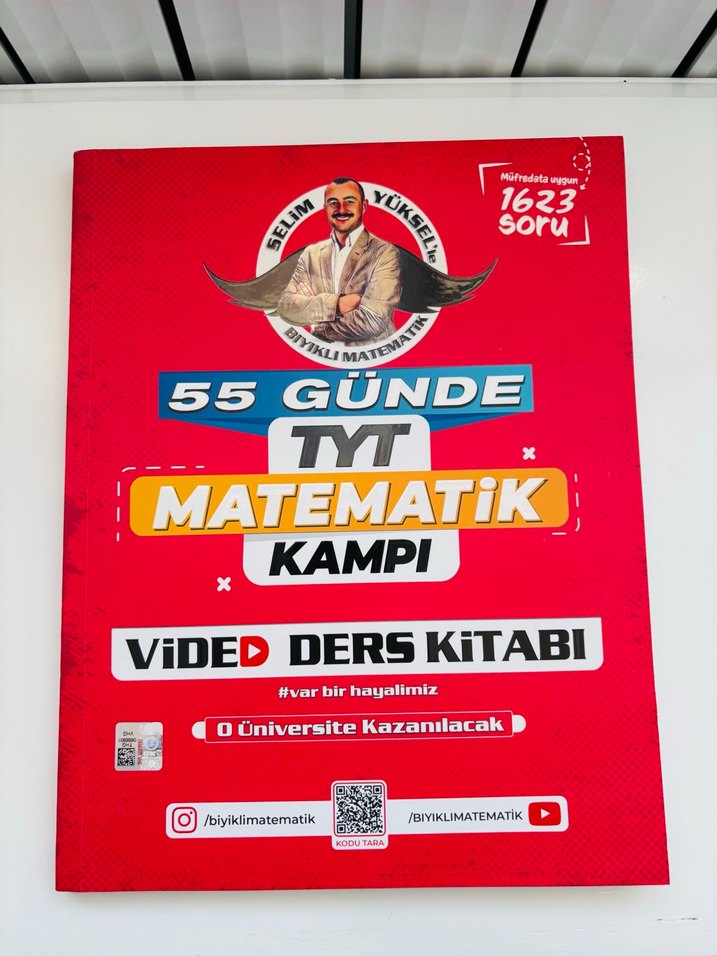 Müfredata uygun
1623
soru
SELİM YÜKSEL'le
BIYIKLI MATEMATİK
55 GÜNDE
TYT
MATEMATİK
KAMPI
VİDEO DERS KİTABI
#var bir hayalimiz
O Üniversite Kazanılacak
/biyiklimatematik
KODU TARA
/BIYIKLIMATEMATİK